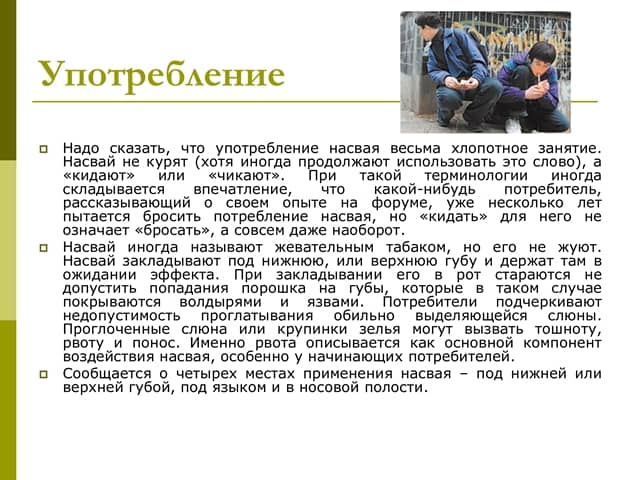 Употребление
Надо сказать, что употребление насвая весьма хлопотное занятие.
Насвай не курят (хотя иногда продолжают использовать это слово), а
«кидают» или «чикают». При такой терминологии иногда
складывается впечатление, что какой-нибудь потребитель,
рассказывающий о своем опыте на форуме, уже несколько лет
пытается бросить потребление насвая, но «кидать» для него не
означает «бросать», а совсем даже наоборот.
Насвай иногда называют жевательным табаком, но его не жуют.
Насвай закладывают под нижнюю, или верхнюю губу и держат там в
ожидании эффекта. При закладывании его в рот стараются не
допустить попадания порошка на губы, которые в таком случае
покрываются волдырями и язвами. Потребители подчеркивают
недопустимость проглатывания обильно выделяющейся слюны.
Проглоченные слюна или крупинки зелья могут вызвать тошноту,
рвоту и понос. Именно рвота описывается как основной компонент
воздействия насвая, особенно у начинающих потребителей.
Сообщается о четырех местах применения насвая – под нижней или
верхней губой, под языком и в носовой полости.